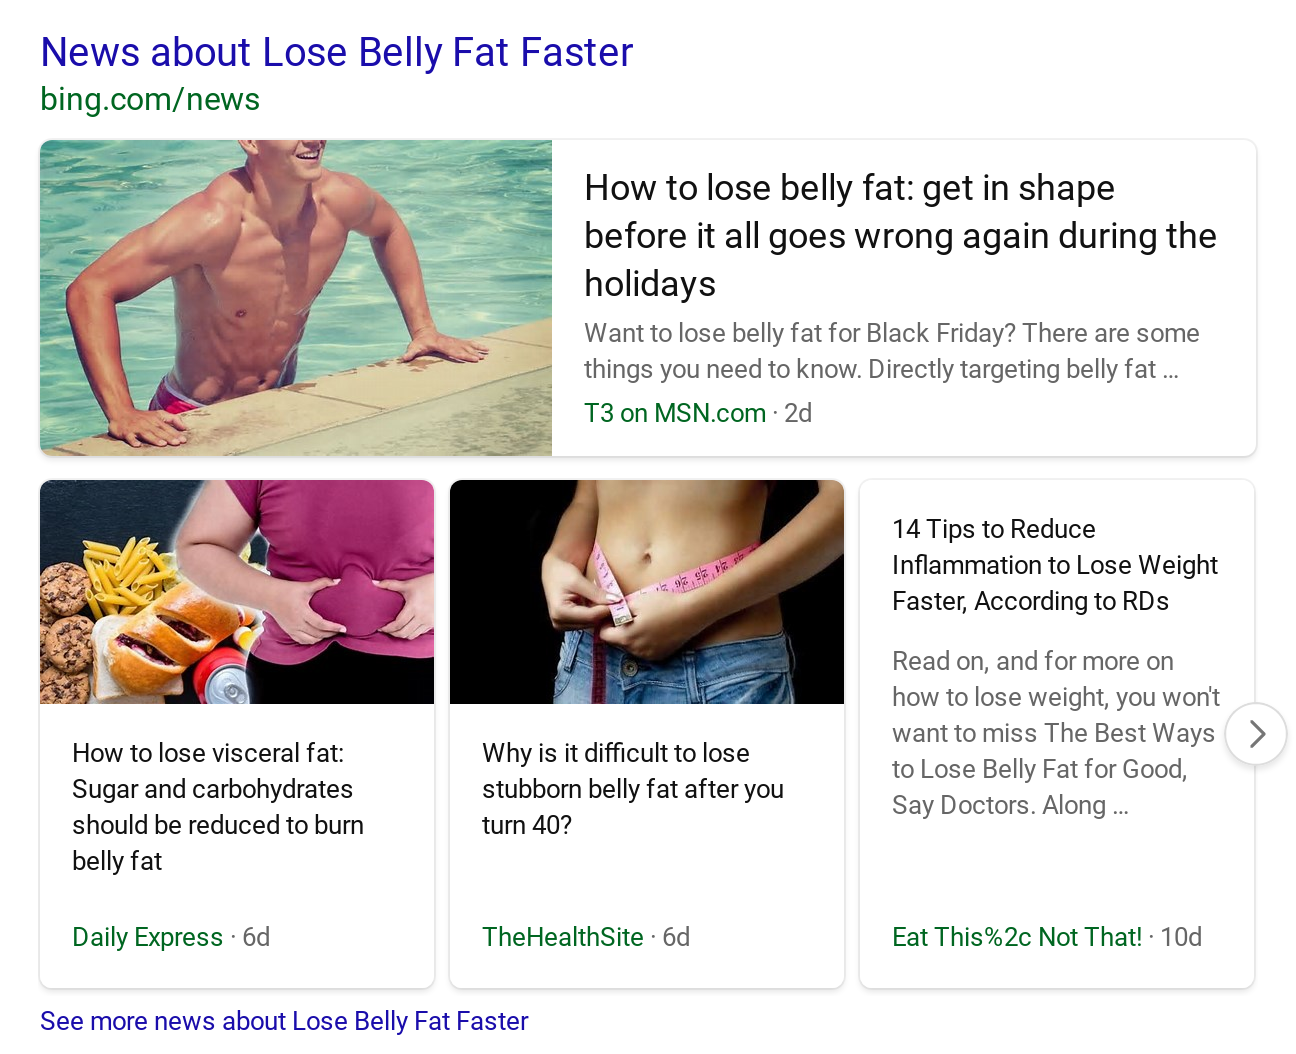 News about Lose Belly Fat Faster
bing.com/news
How to lose belly fat: get in shape
before it all goes wrong again during the
holidays
Want to lose belly fat for Black Friday? There are some
things you need to know. Directly targeting belly fat ...
T3 on MSN.com · 2d
How to lose visceral fat:
Sugar and carbohydrates
should be reduced to burn
belly fat
Daily Express · 6d
Why is it difficult to lose
stubborn belly fat after you
turn 40?
TheHealthSite · 6d
14 Tips to Reduce
Inflammation to Lose Weight
Faster, According to RDs
Read on, and for more on
how to lose weight, you won't
want to miss The Best Ways
to Lose Belly Fat for Good,
Say Doctors. Along ...
Eat This%2c Not That! · 10d
See more news about Lose Belly Fat Faster